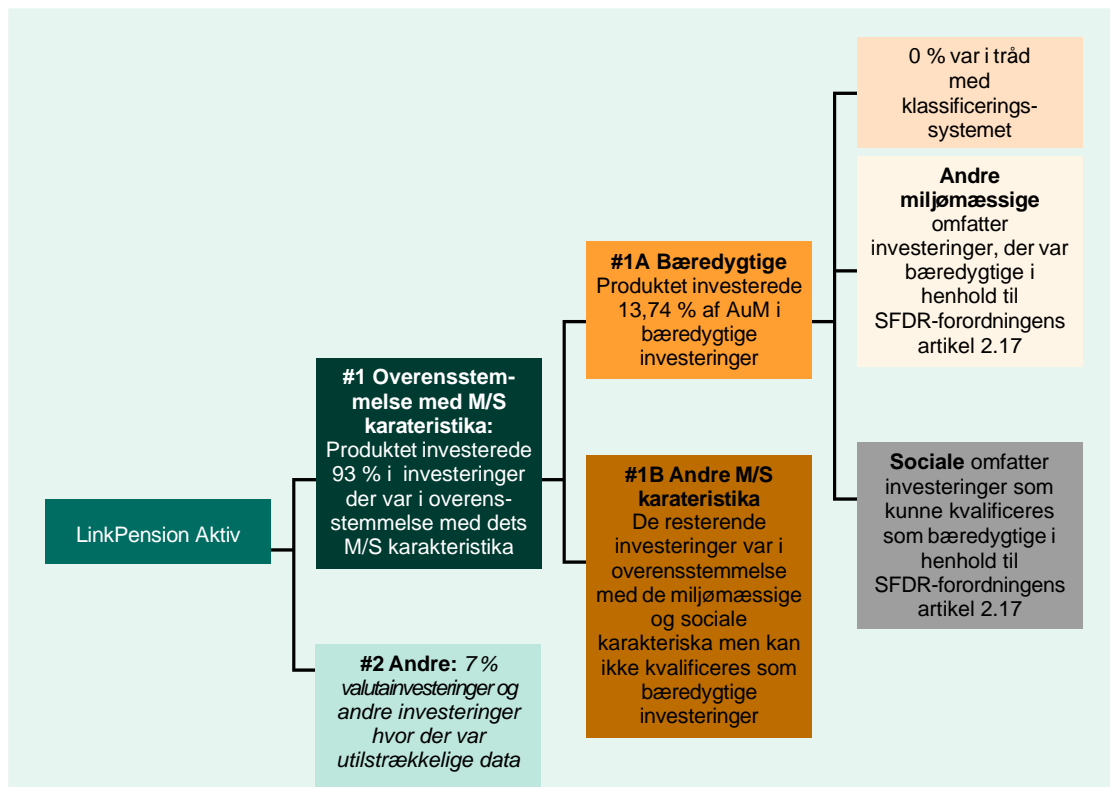 LinkPension Aktiv
#1 Overensstem-
melse med M/S
karateristika:
Produktet investerede
93 % i investeringer
der var i overens-
stemmelse med dets
M/S karakteristika
#2 Andre: 7 %
valutainvesteringer og
andre investeringer
hvor der var
utilstrækkelige data
#1A Bæredygtige
Produktet investerede
13,74 % af AuM i
bæredygtige
investeringer
#1B Andre M/S
karateristika
De resterende
investeringer var i
overensstemmelse
med de miljømæssige
og sociale
karakteriska men kan
ikke kvalificeres som
bæredygtige
investeringer
0 % var i tråd
med
klassificerings-
systemet
Andre
miljømæssige
omfatter
investeringer, der var
bæredygtige i
henhold til
SFDR-forordningens
artikel 2.17
Sociale omfatter
investeringer som
kunne kvalificeres
som bæredygtige i
henhold til
SFDR-forordningens
artikel 2.17